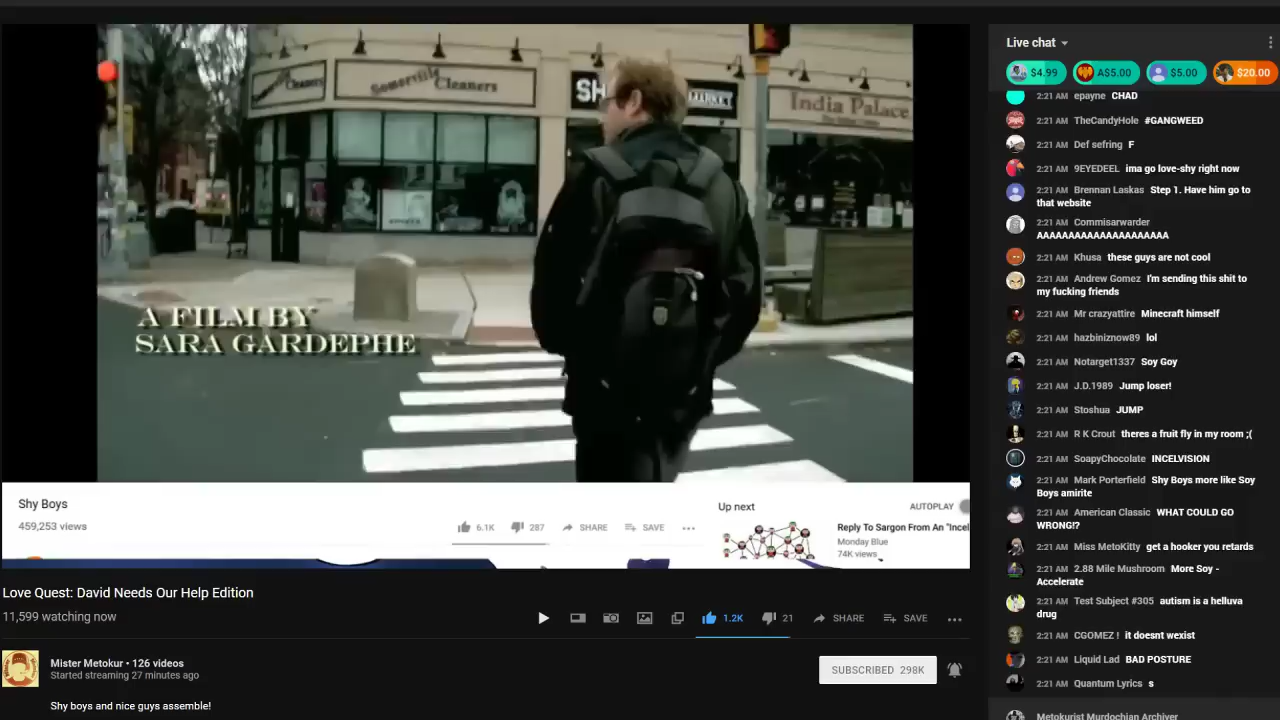 Somerville
Cleaners
Cleaners
SH
MARKET
India Palace
A FILM BY
SARA GARDEPHE
Shy Boys
459,253 views
6.1K
287
SHARE
SAVE
Up next
AUTOPLAY
Reply To Sargon From An "Incel
Monday Blue
74K views
Love Quest: David Needs Our Help Edition
11,599 watching now
1.2K
21
SHARE
SAVE
Mister Metokur • 126 videos
Started streaming 27 minutes ago
SUBSCRIBED 298K
Shy boys and nice guys assemble!
Live chat
$4.99
A$5.00
$5.00
$20.00
2:21 AM epayne CHAD
2:21 AM TheCandyHole #GANGWEED
2:21 AM Def sefring F
2:21 AM 9EYEDEEL ima go love-shy right now
2:21 AM Brennan Laskas Step 1. Have him go to
that website
2:21 AM Commisarwarder
AAAAAAAAAAAAAAAAAAAAA
2:21 AM Khusa these guys are not cool
2:21 AM Andrew Gomez I'm sending this shit to
my fucking friends
2:21 AM Mr crazyattire Minecraft himself
2:21 AM hazbiniznow89 lol
2:21 AM Notarget1337 Soy Goy
2:21 AM J.D.1989 Jump loser!
2:21 AM Stoshua JUMP
2:21 AM R K Crout theres a fruit fly in my room ;(
2:21 AM SoapyChocolate INCELVISION
2:21 AM Mark Porterfield Shy Boys more like Soy
Boys amirite
2:21 AM American Classic WHAT COULD GO
WRONG!?
2:21 AM Miss MetoKitty get a hooker you retards
2:21 AM 2.88 Mile Mushroom More Soy -
Accelerate
2:21 AM Test Subject #305 autism is a helluva
drug
2:21 AM CGOMEZ ! it doesnt wexist
2:21 AM Liquid Lad BAD POSTURE
2:21 AM Quantum Lyrics s
Metokurist Murdochian Archiver